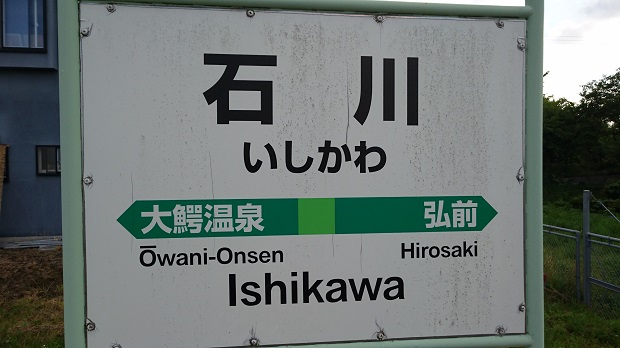 石川
いしかわ
大鰐温泉 弘前
Ōwani-Onsen Hirosaki
Ishikawa